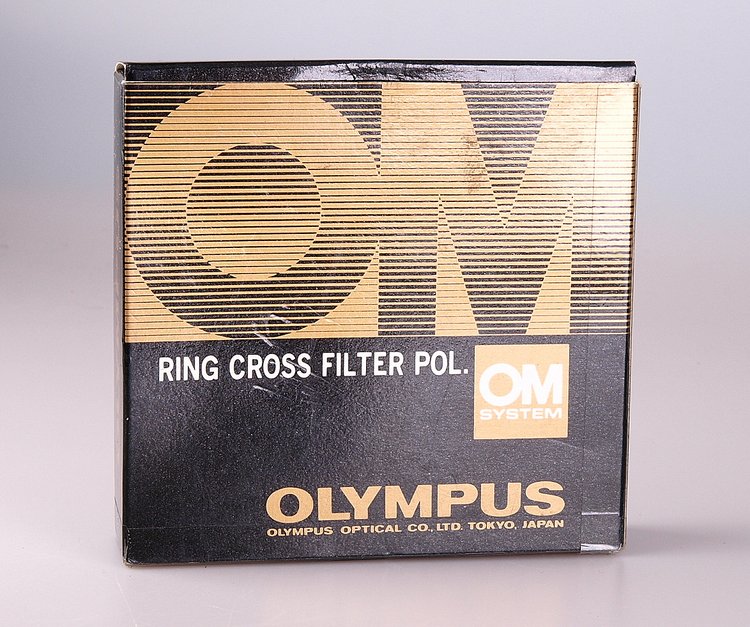 OM
RING CROSS FILTER POL.
OM
SYSTEM
OLYMPUS
OLYMPUS OPTICAL CO., LTD. TOKYO, JAPAN